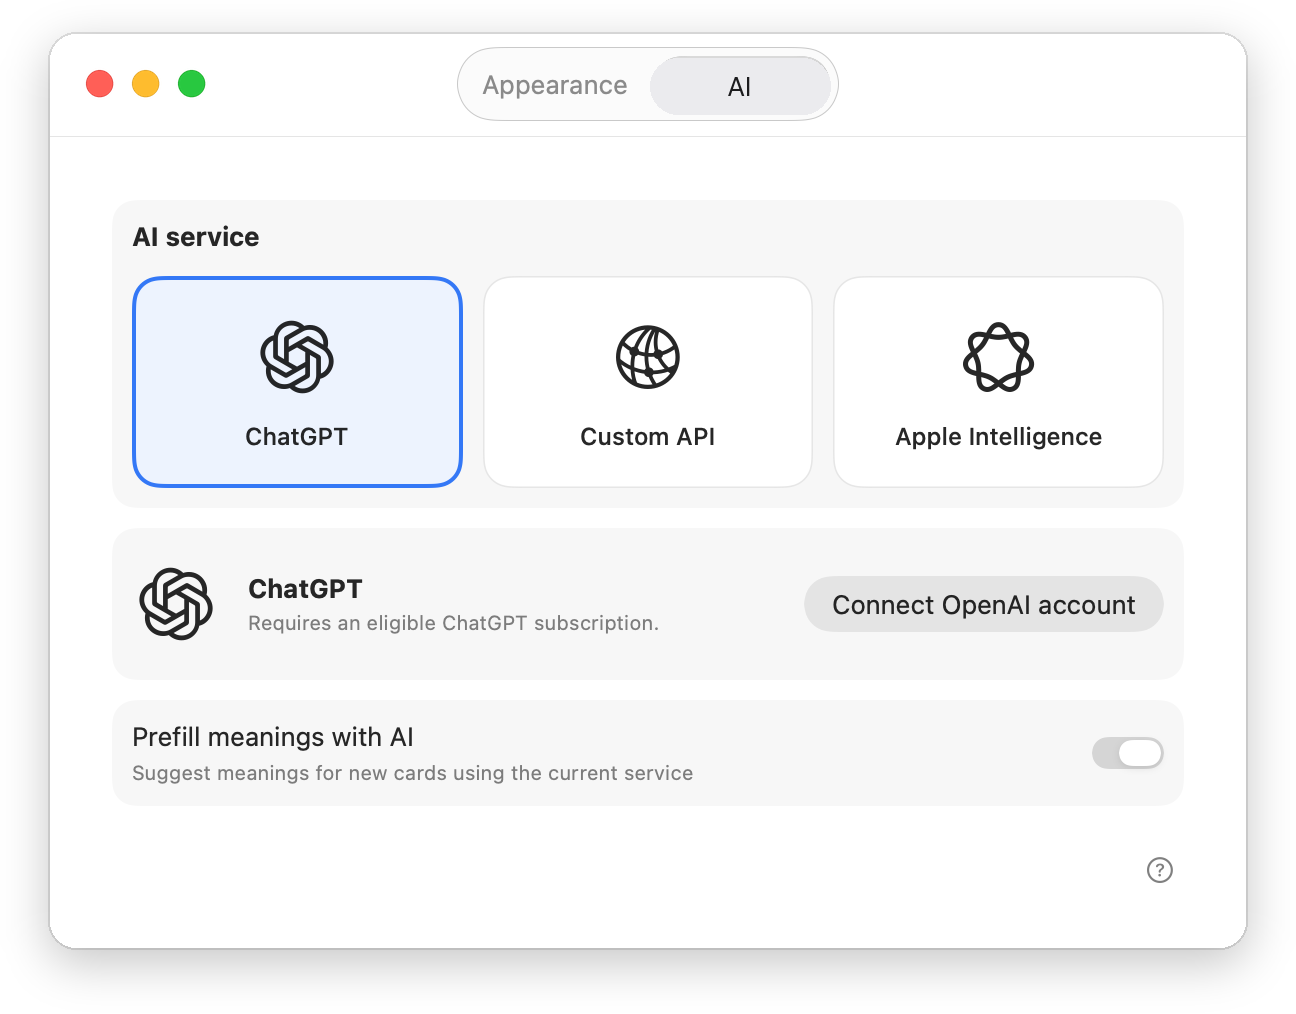 Appearance
AI
AI service
ChatGPT
Custom API
Apple Intelligence
ChatGPT
Requires an eligible ChatGPT subscription.
Connect OpenAI account
Prefill meanings with AI
Suggest meanings for new cards using the current service
?